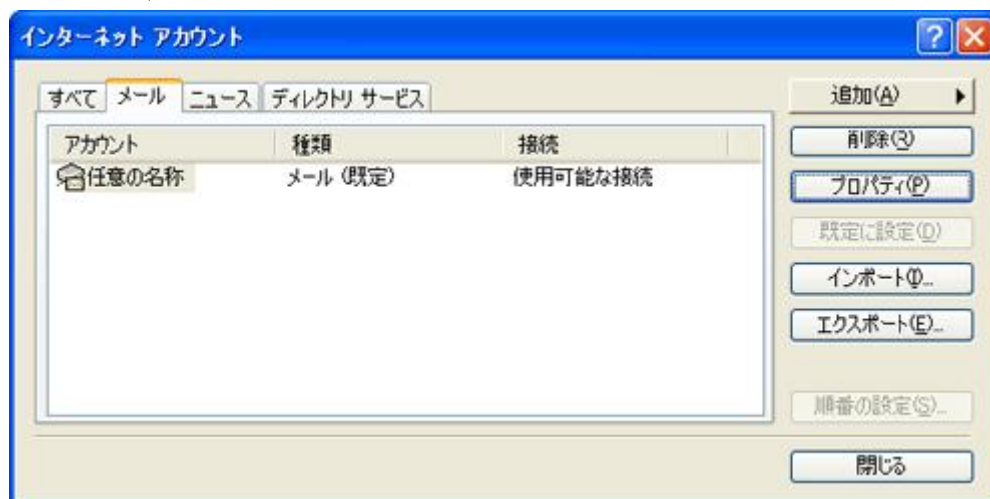 インターネット アカウント
すべて メール ニュース ディレクトリ サービス
アカウント 種類 接続
任意の名称 メール (既定) 使用可能な接続
追加(A)
削除(R)
プロパティ(P)
既定に設定(D)
インポート(I)...
エクスポート(E)...
順番の設定(S)...
閉じる